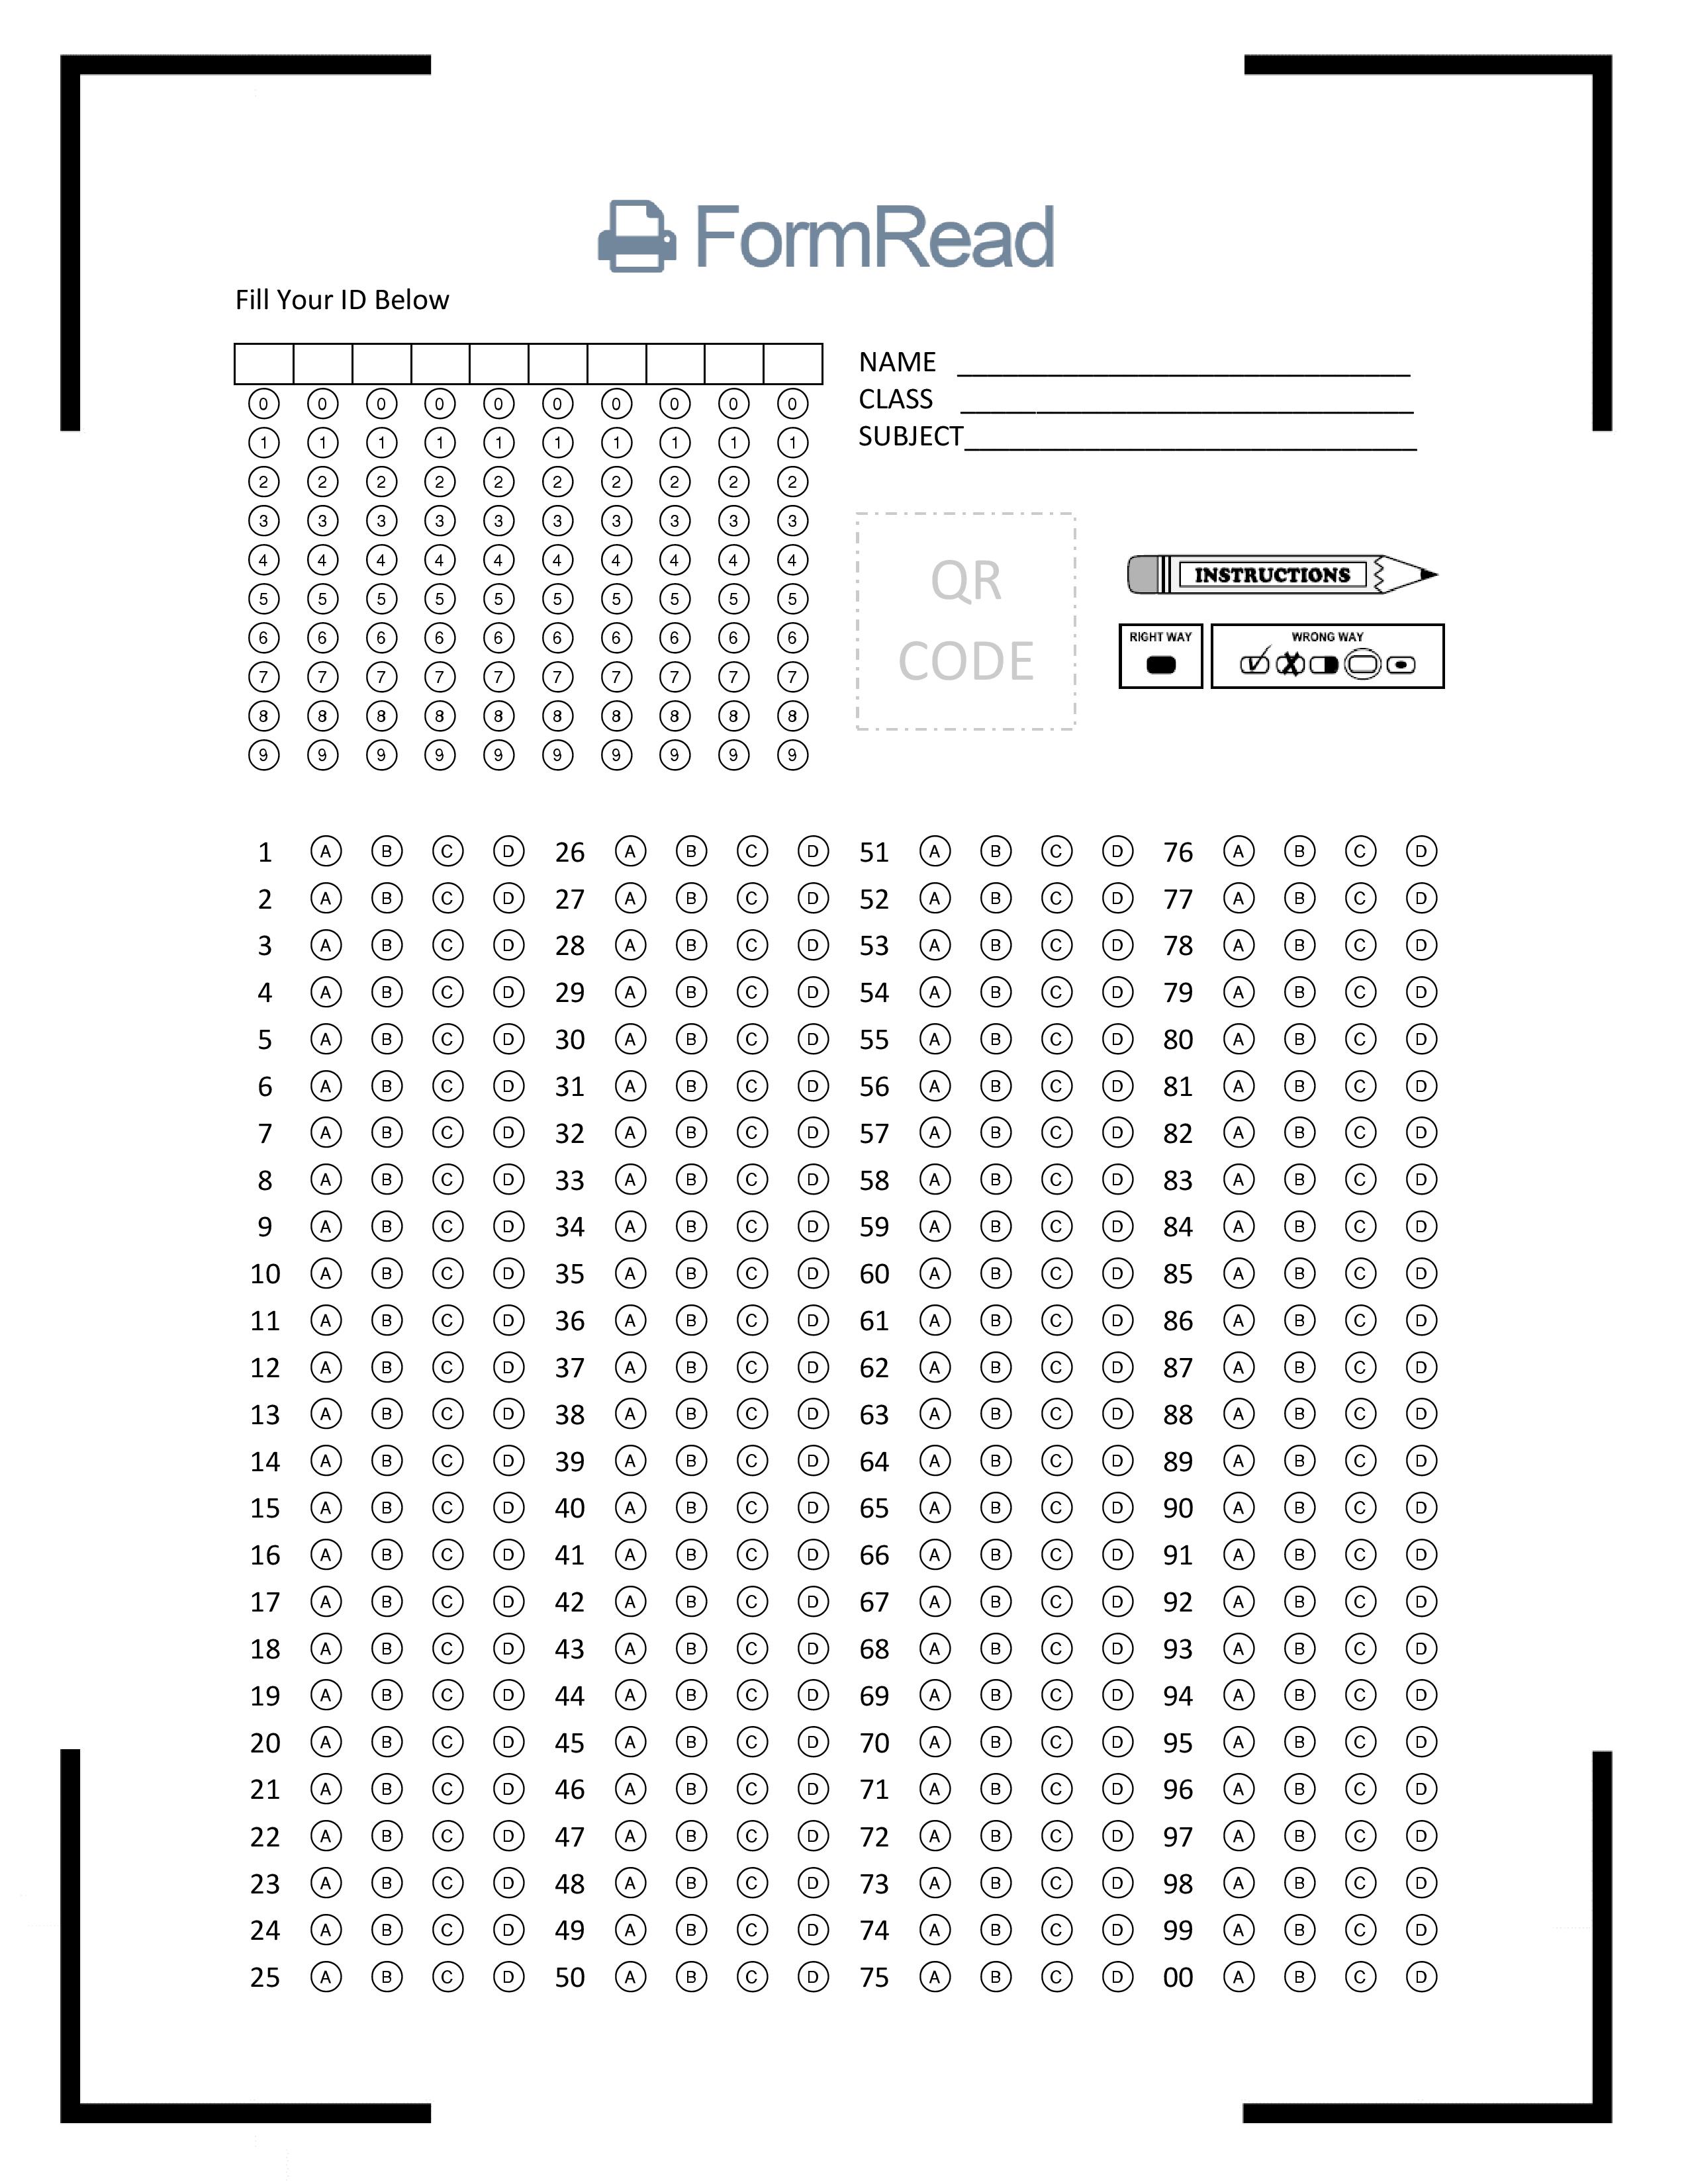 FormRead
Fill Your ID Below
NAME ______________________________
CLASS ______________________________
SUBJECT______________________________
0 0 0 0 0 0 0 0 0 0
1 1 1 1 1 1 1 1 1 1
2 2 2 2 2 2 2 2 2 2
3 3 3 3 3 3 3 3 3 3
4 4 4 4 4 4 4 4 4 4
5 5 5 5 5 5 5 5 5 5
6 6 6 6 6 6 6 6 6 6
7 7 7 7 7 7 7 7 7 7
8 8 8 8 8 8 8 8 8 8
9 9 9 9 9 9 9 9 9 9
QR
CODE
INSTRUCTIONS
RIGHT WAY
WRONG WAY
1 A B C D 26 A B C D 51 A B C D 76 A B C D
2 A B C D 27 A B C D 52 A B C D 77 A B C D
3 A B C D 28 A B C D 53 A B C D 78 A B C D
4 A B C D 29 A B C D 54 A B C D 79 A B C D
5 A B C D 30 A B C D 55 A B C D 80 A B C D
6 A B C D 31 A B C D 56 A B C D 81 A B C D
7 A B C D 32 A B C D 57 A B C D 82 A B C D
8 A B C D 33 A B C D 58 A B C D 83 A B C D
9 A B C D 34 A B C D 59 A B C D 84 A B C D
10 A B C D 35 A B C D 60 A B C D 85 A B C D
11 A B C D 36 A B C D 61 A B C D 86 A B C D
12 A B C D 37 A B C D 62 A B C D 87 A B C D
13 A B C D 38 A B C D 63 A B C D 88 A B C D
14 A B C D 39 A B C D 64 A B C D 89 A B C D
15 A B C D 40 A B C D 65 A B C D 90 A B C D
16 A B C D 41 A B C D 66 A B C D 91 A B C D
17 A B C D 42 A B C D 67 A B C D 92 A B C D
18 A B C D 43 A B C D 68 A B C D 93 A B C D
19 A B C D 44 A B C D 69 A B C D 94 A B C D
20 A B C D 45 A B C D 70 A B C D 95 A B C D
21 A B C D 46 A B C D 71 A B C D 96 A B C D
22 A B C D 47 A B C D 72 A B C D 97 A B C D
23 A B C D 48 A B C D 73 A B C D 98 A B C D
24 A B C D 49 A B C D 74 A B C D 99 A B C D
25 A B C D 50 A B C D 75 A B C D 00 A B C D